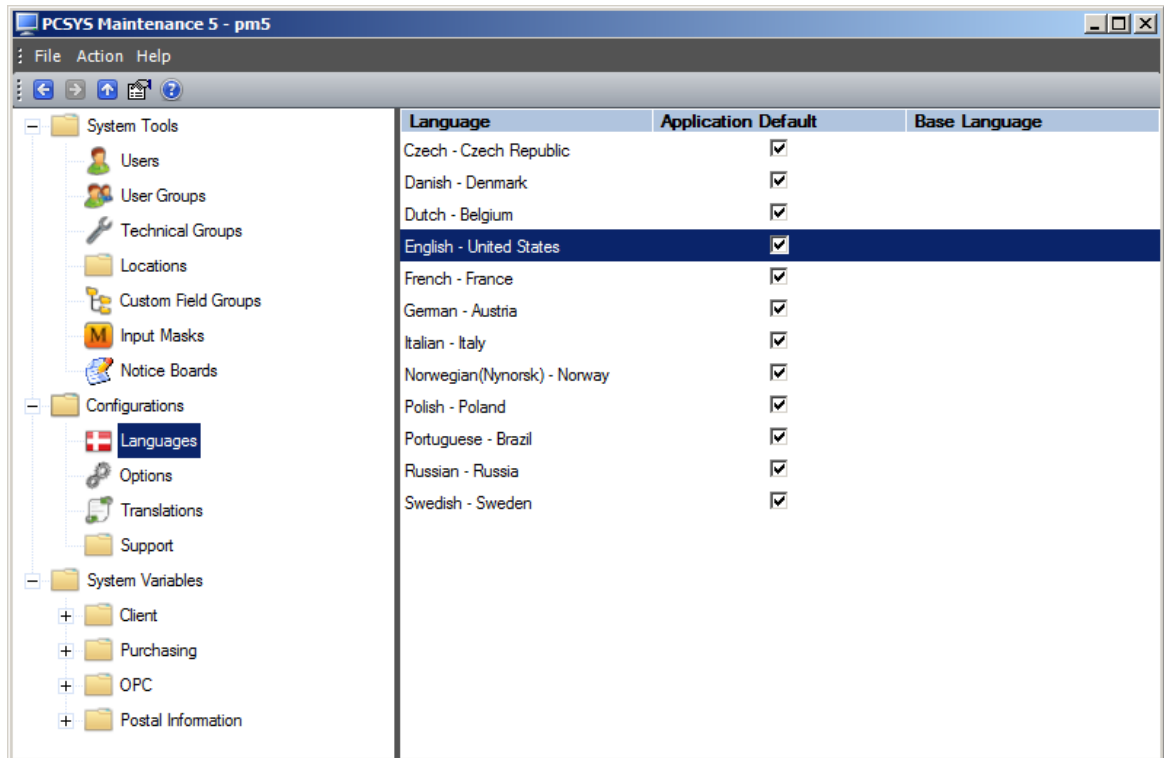 PCSYS Maintenance 5 - pm5
File Action Help
System Tools
Users
User Groups
Technical Groups
Locations
Custom Field Groups
M Input Masks
Notice Boards
Configurations
Languages
Options
Translations
Support
System Variables
Client
Purchasing
OPC
Postal Information
Language Application Default Base Language
Czech - Czech Republic
Danish - Denmark
Dutch - Belgium
English - United States
French - France
German - Austria
Italian - Italy
Norwegian(Nynorsk) - Norway
Polish - Poland
Portuguese - Brazil
Russian - Russia
Swedish - Sweden